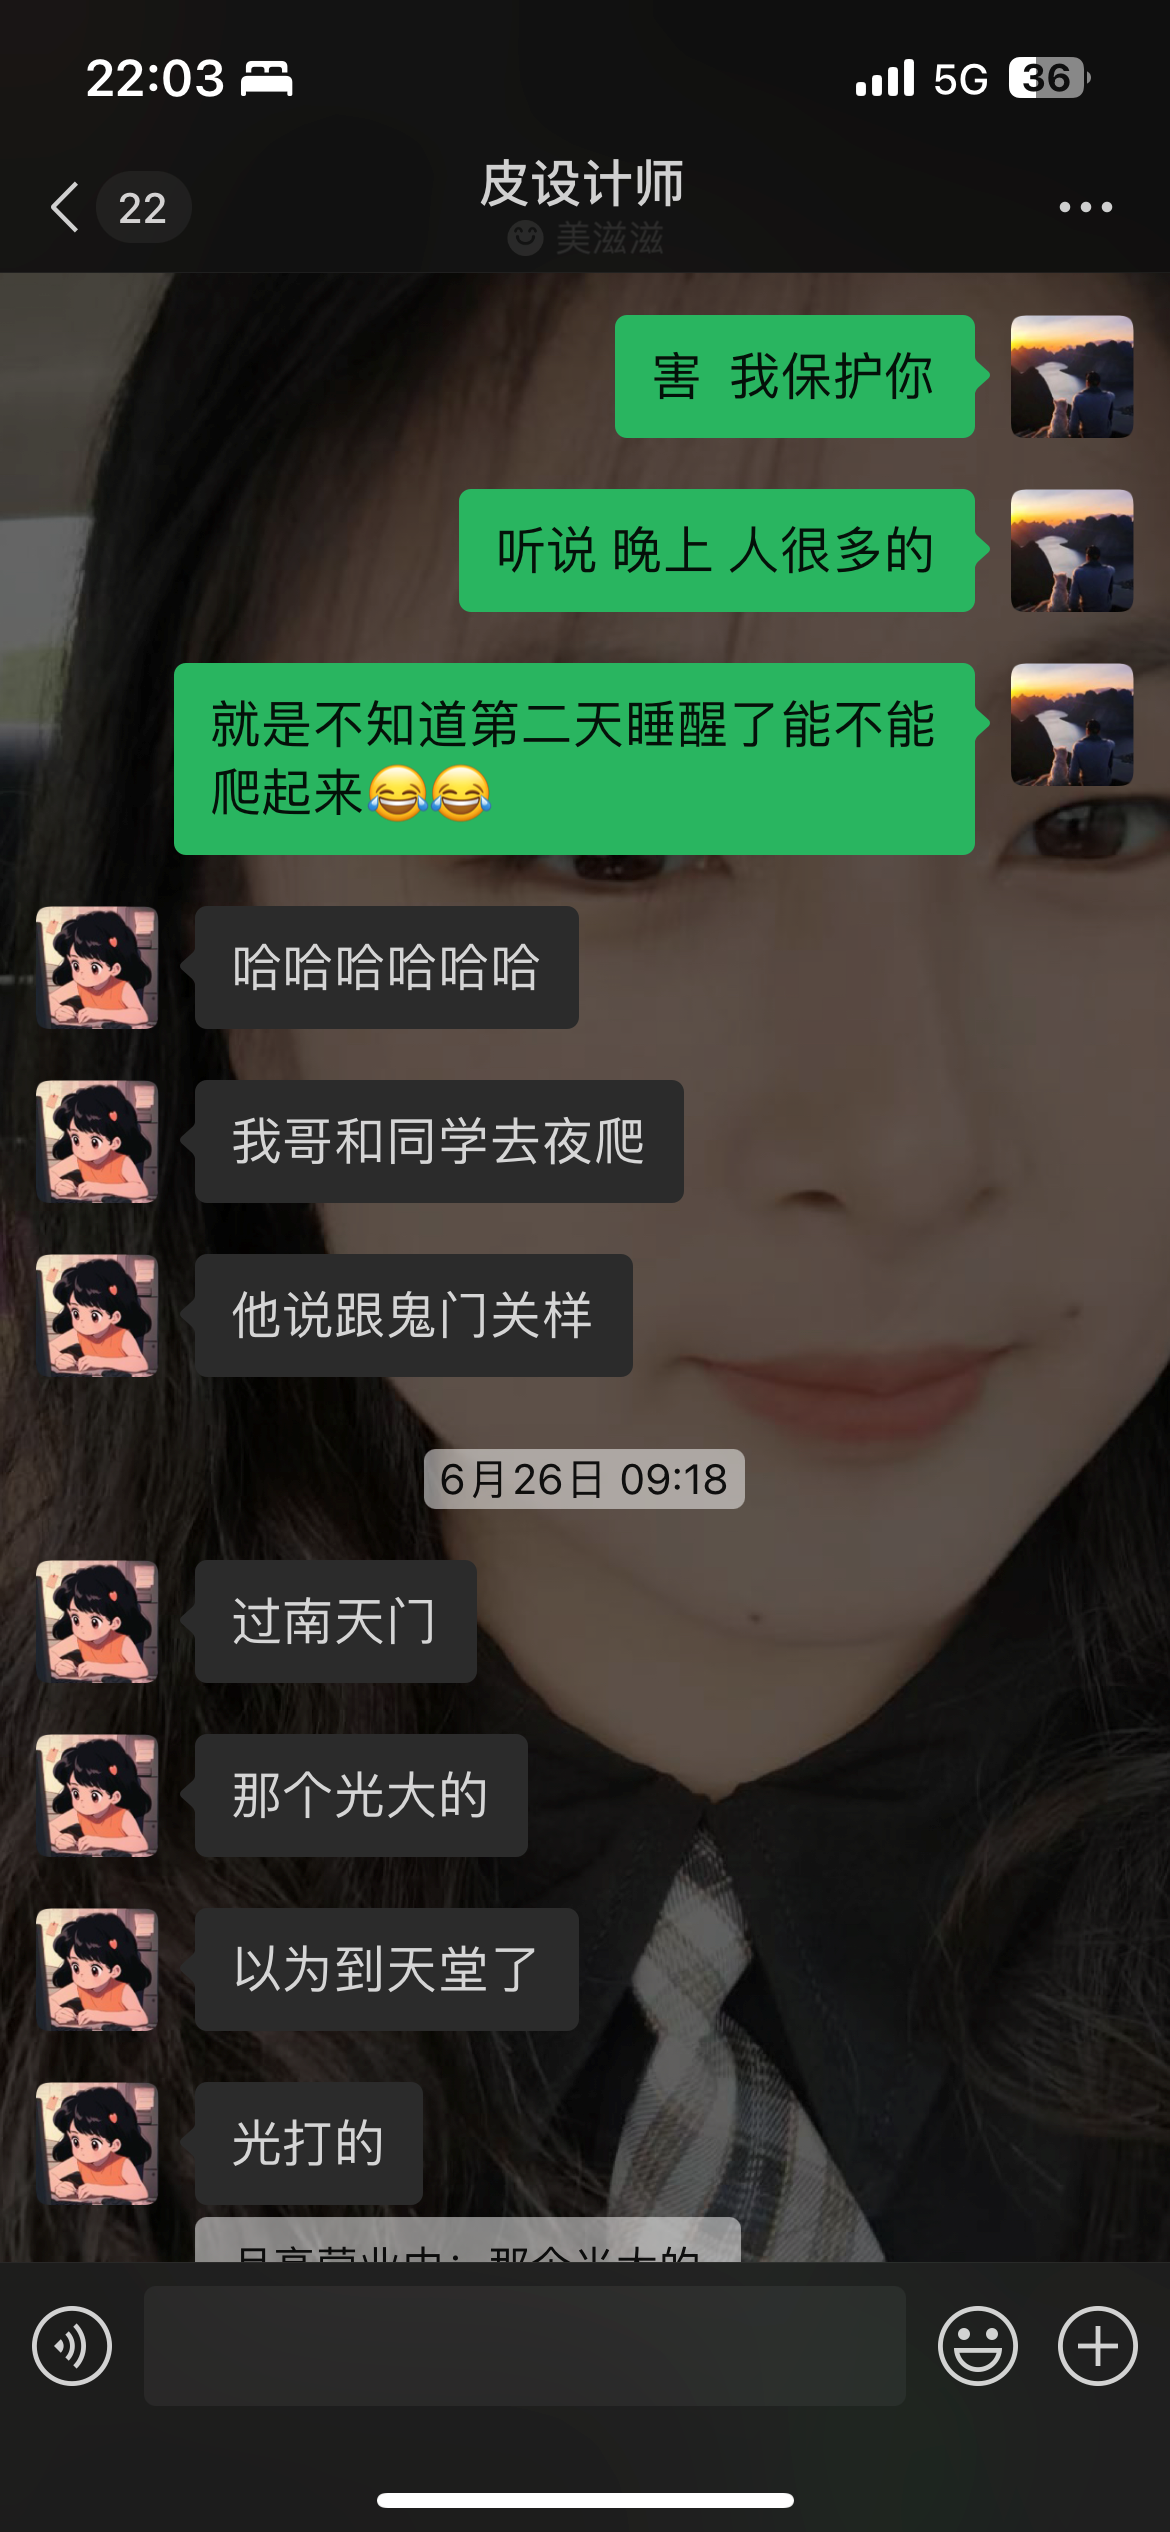 22:03
5G 36
22
皮设计师
美滋滋
害 我保护你
听说 晚上 人很多的
就是不知道第二天睡醒了能不能
爬起来😂😂
哈哈哈哈哈哈
我哥和同学去夜爬
他说跟鬼门关样
6月26日 09:18
过南天门
那个光大的
以为到天堂了
光打的
那个光大的